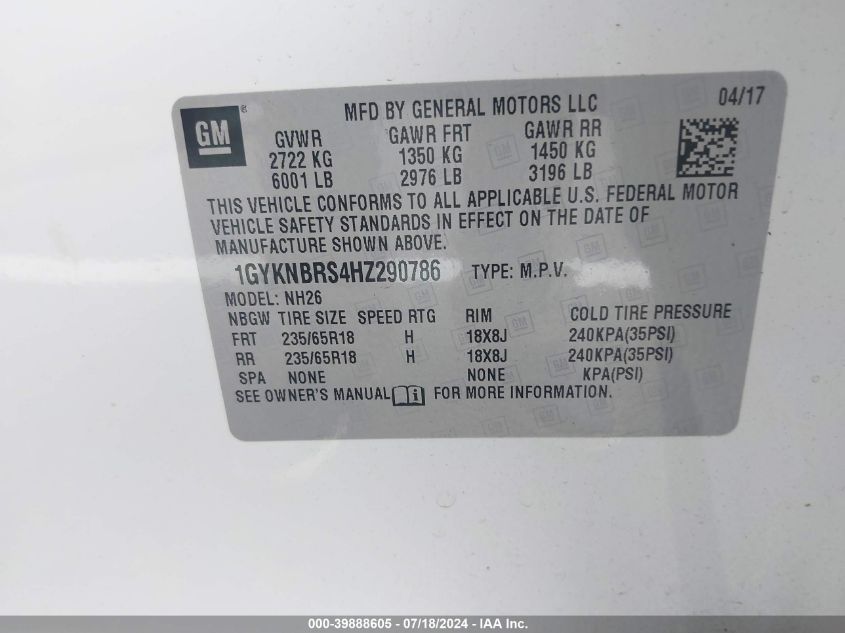 GM ®
MFD BY GENERAL MOTORS LLC 04/17
GVWR GAWR FRT GAWR RR
2722 KG 1350 KG 1450 KG
6001 LB 2976 LB 3196 LB
THIS VEHICLE CONFORMS TO ALL APPLICABLE U.S. FEDERAL MOTOR
VEHICLE SAFETY STANDARDS IN EFFECT ON THE DATE OF
MANUFACTURE SHOWN ABOVE.
1GYKNBRS4HZ290786 TYPE: M.P.V.
MODEL: NH26
NBGW TIRE SIZE SPEED RTG RIM COLD TIRE PRESSURE
FRT 235/65R18 H 18X8J 240KPA(35PSI)
RR 235/65R18 H 18X8J 240KPA(35PSI)
SPA NONE NONE KPA(PSI)
SEE OWNER'S MANUAL i FOR MORE INFORMATION.
000-39888605 - 07/18/2024 - IAA Inc.